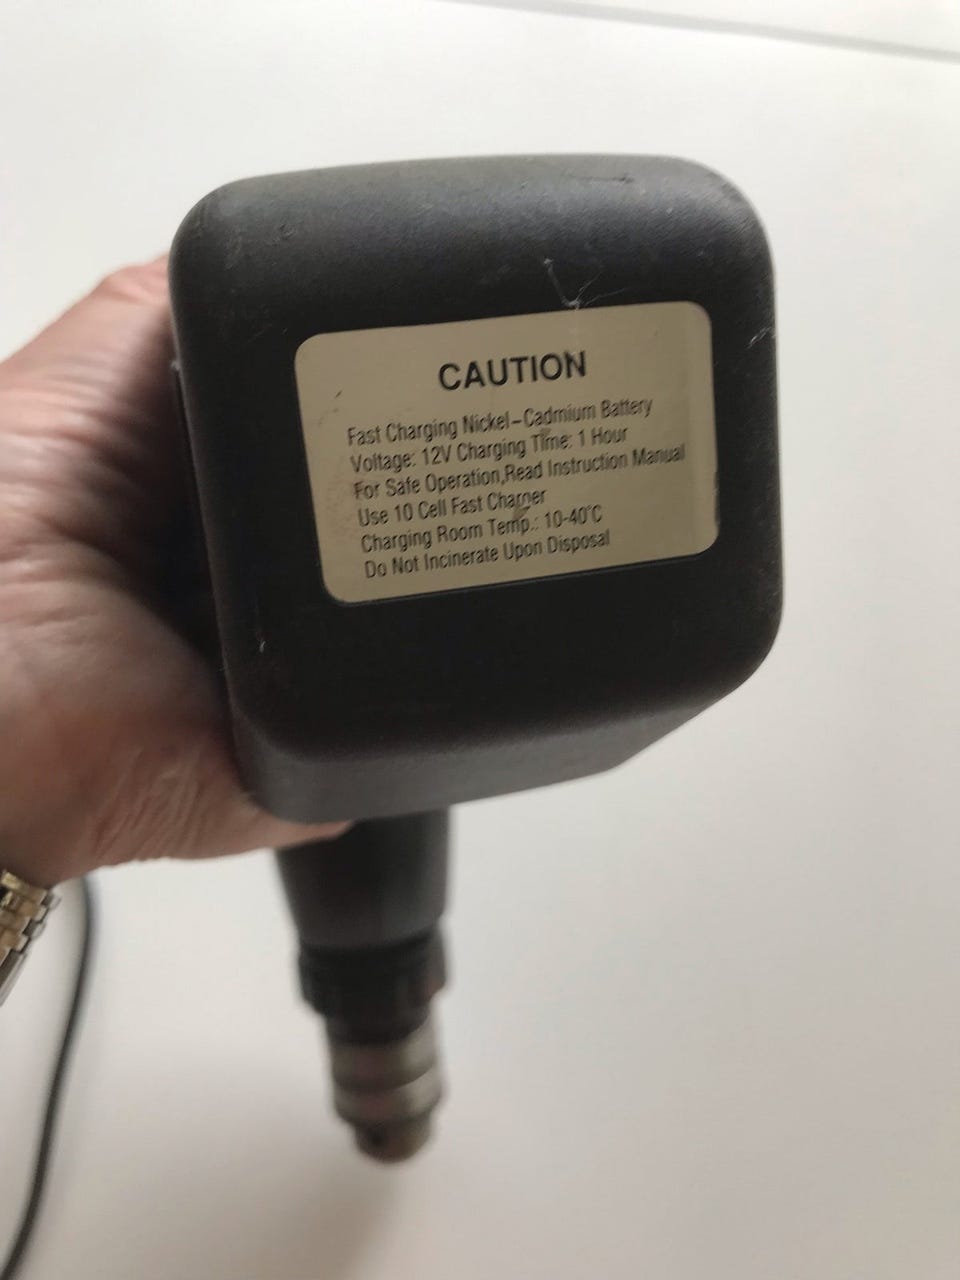 CAUTION
Fast Charging Nickel-Cadmium Battery
Voltage: 12V Charging Time: 1 Hour
For Safe Operation,Read Instruction Manual
Use 10 Cell Fast Charner
Charging Room Temp.: 10-40°C
Do Not Incinerate Upon Disposal